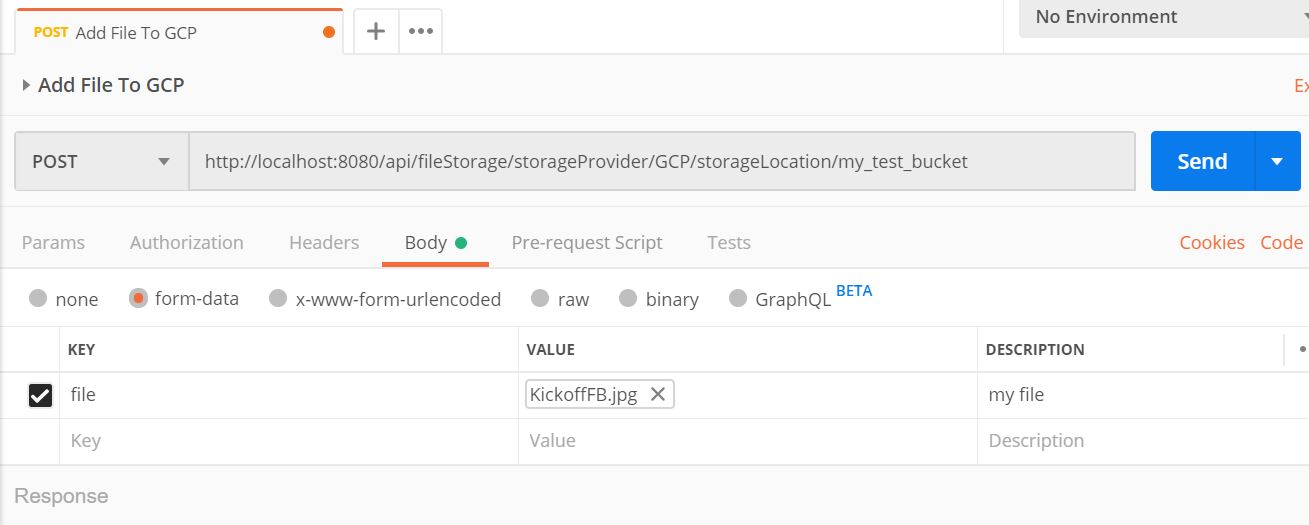 POST Add File To GCP + ••• No Environment
Add File To GCP Ex
POST http://localhost:8080/api/fileStorage/storageProvider/GCP/storageLocation/my_test_bucket Send
Params Authorization Headers Body Pre-request Script Tests Cookies Code
none form-data x-www-form-urlencoded raw binary GraphQL BETA
KEY VALUE DESCRIPTION
file KickoffFB.jpg my file
Key Value Description
Response